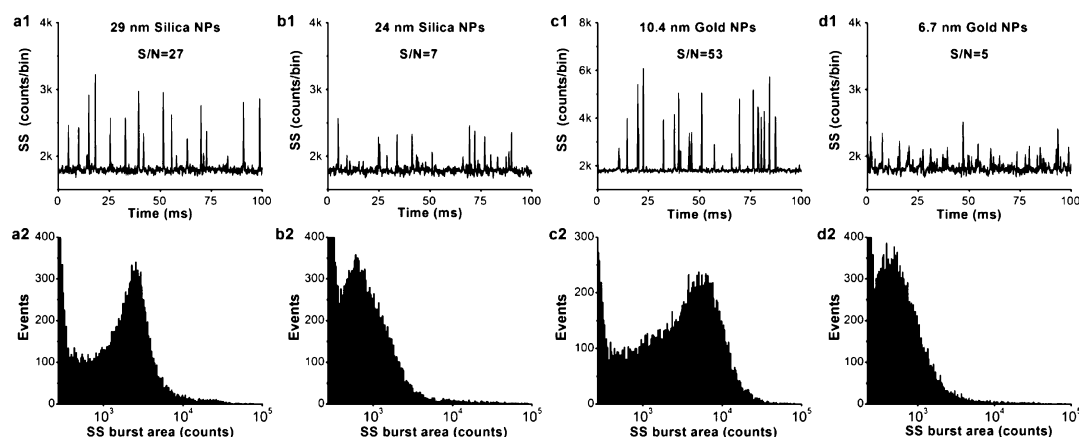 a1
29 nm Silica NPs
S/N=27
4k
3k
2k
SS (counts/bin)
0 25 50 75 100
Time (ms)
b1
24 nm Silica NPs
S/N=7
4k
3k
2k
SS (counts/bin)
0 25 50 75 100
Time (ms)
c1
10.4 nm Gold NPs
S/N=53
8k
6k
4k
2k
SS (counts/bin)
0 25 50 75 100
Time (ms)
d1
6.7 nm Gold NPs
S/N=5
4k
3k
2k
SS (counts/bin)
0 25 50 75 100
Time (ms)
a2
400
300
200
100
0
Events
10³ 10⁴ 10⁵
SS burst area (counts)
b2
400
300
200
100
0
Events
10³ 10⁴ 10⁵
SS burst area (counts)
c2
300
200
100
0
Events
10³ 10⁴ 10⁵
SS burst area (counts)
d2
400
300
200
100
0
Events
10³ 10⁴ 10⁵
SS burst area (counts)